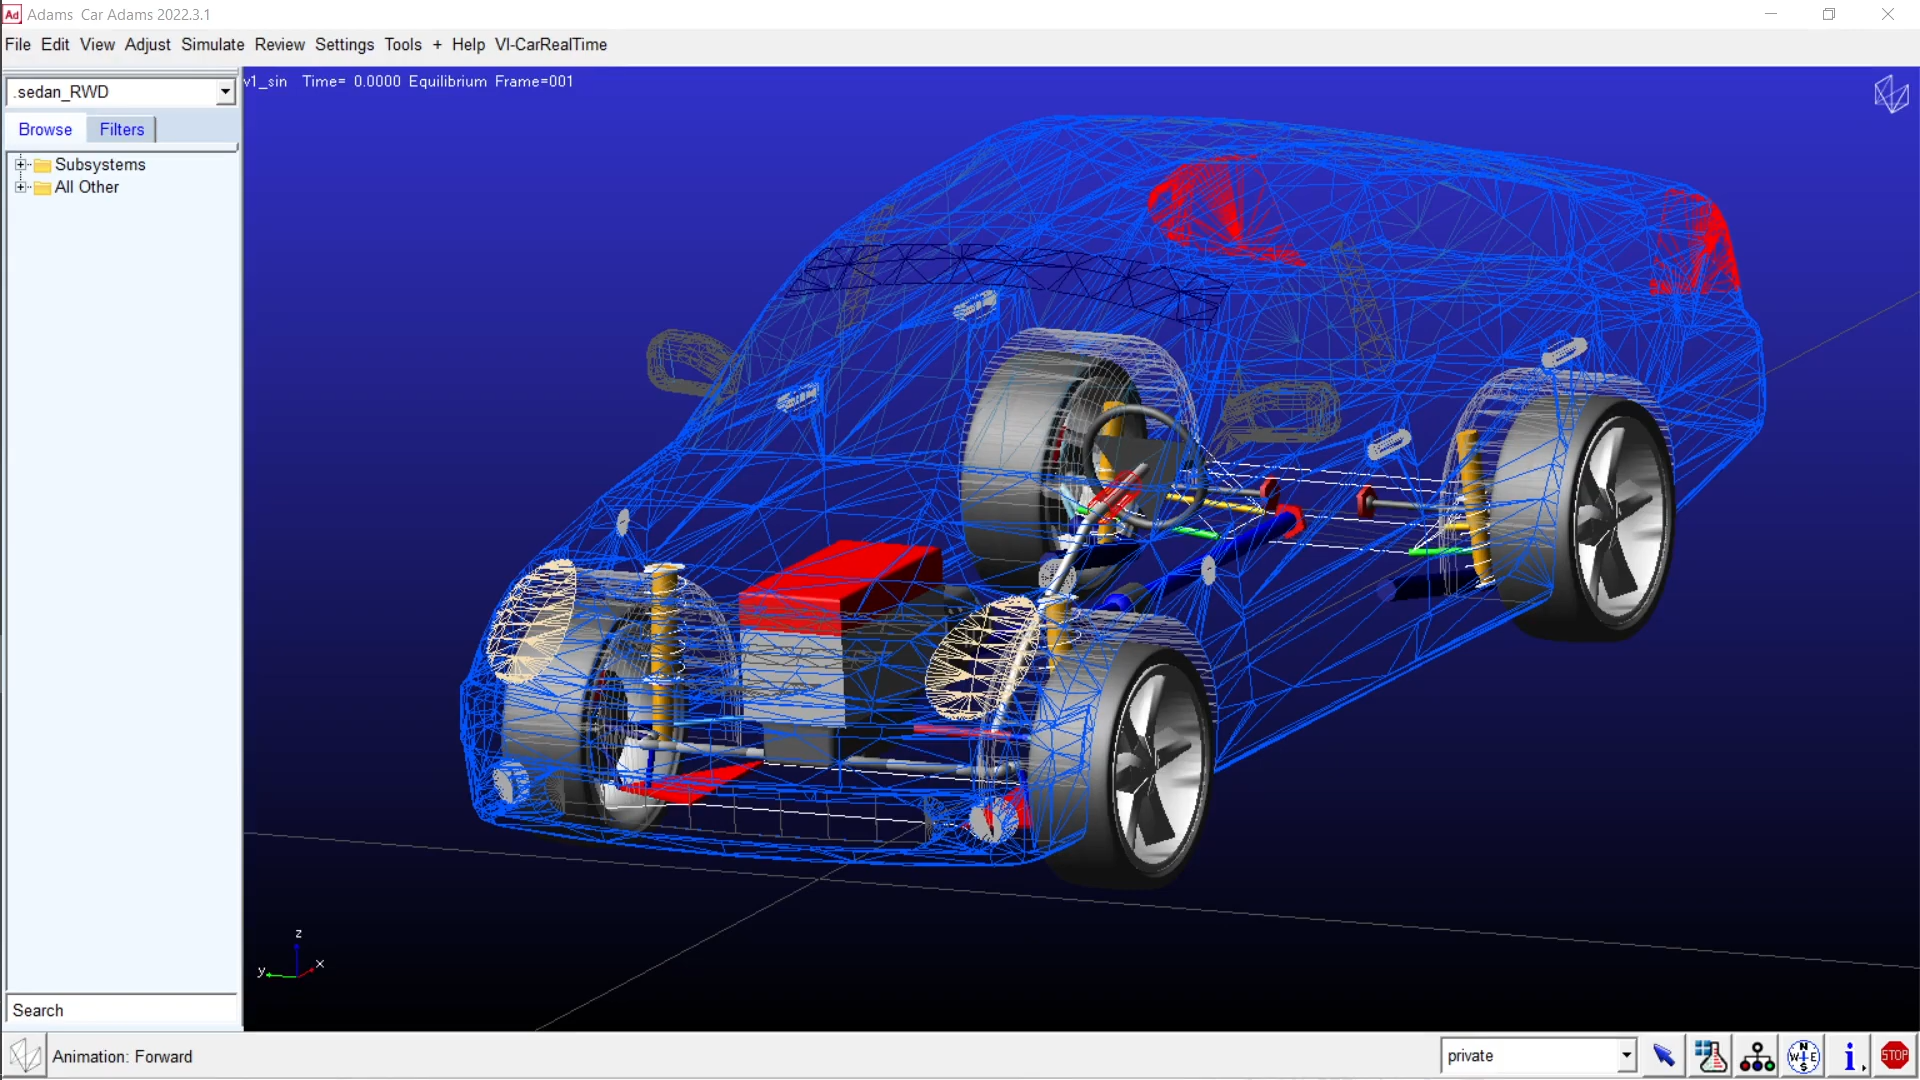 Ad Adams Car Adams 2022.3.1
File Edit View Adjust Simulate Review Settings Tools + Help VI-CarRealTime
.sedan_RWD
v1_sin Time= 0.0000 Equilibrium Frame=001
Browse Filters
Subsystems
All Other
z
y
x
Search
Animation: Forward
private
N
W E
S
i
STOP